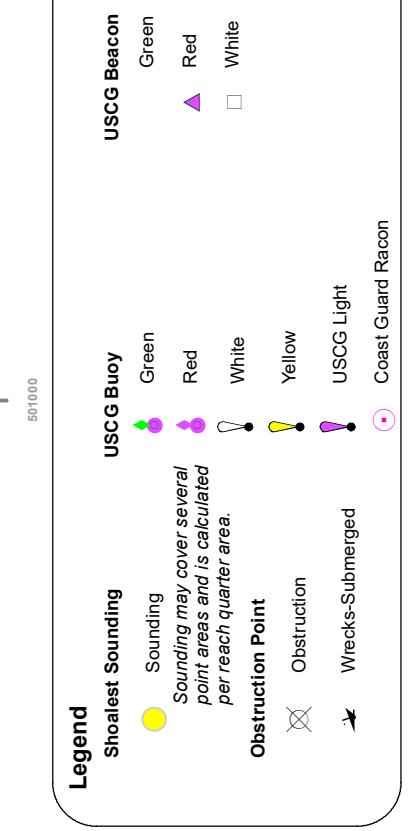 501000
Legend
Shoalest Sounding
Sounding
Sounding may cover several
point areas and is calculated
per reach quarter area.
Obstruction Point
Obstruction
Wrecks-Submerged
USCG Buoy
Green
Red
White
Yellow
USCG Light
Coast Guard Racon
USCG Beacon
Green
Red
White